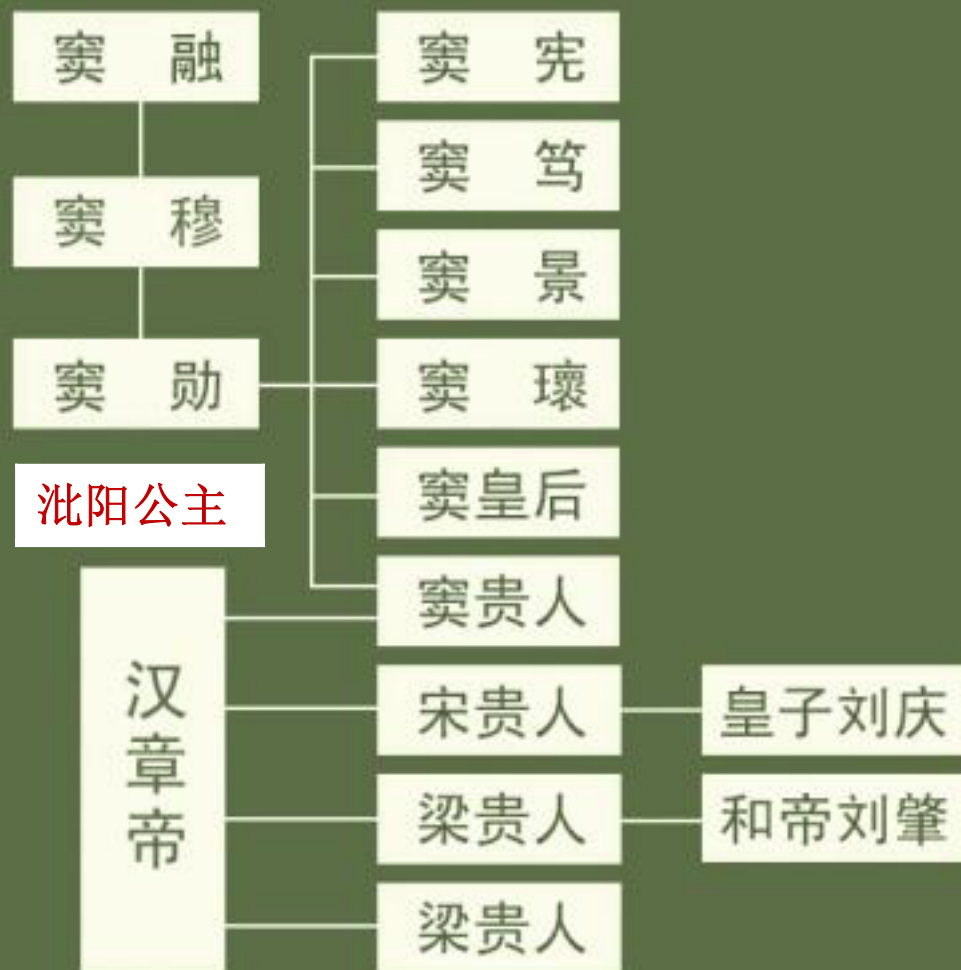 窦 融
窦 穆
窦 勋
沘阳公主
窦 宪
窦 笃
窦 景
窦 瓌
窦皇后
窦贵人
汉章帝
宋贵人
梁贵人
梁贵人
皇子刘庆
和帝刘肇